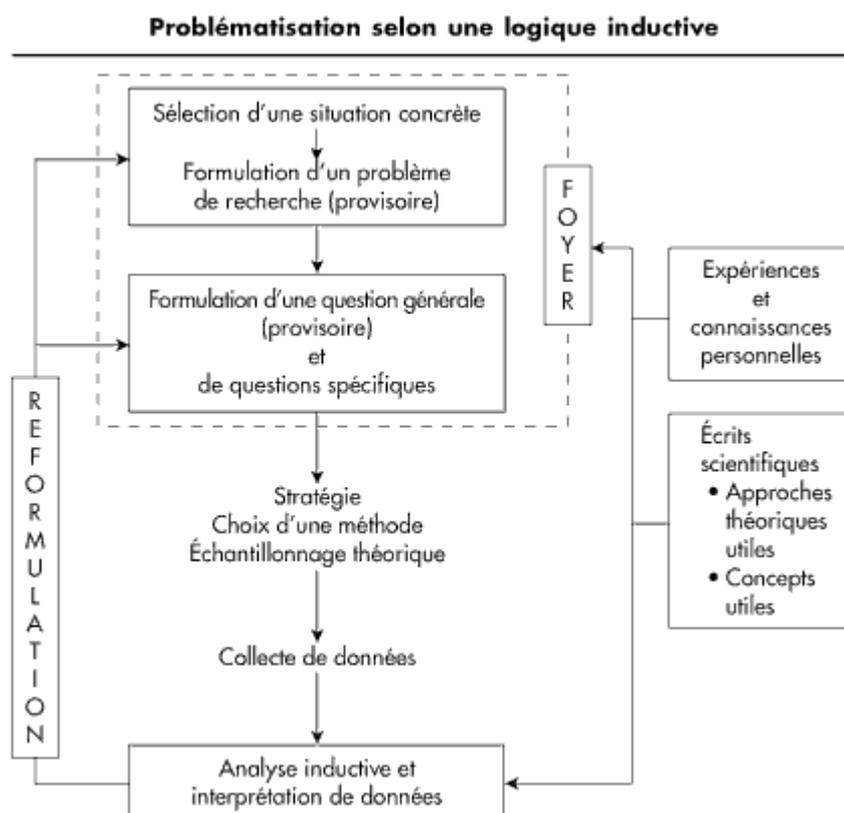 Problématisation selon une logique inductive
Sélection d'une situation concrète
Formulation d'un problème
de recherche (provisoire)
Formulation d'une question générale
(provisoire)
et
de questions spécifiques
FOYER
Expériences
et
connaissances
personnelles
Écrits
scientifiques
• Approches
théoriques
utiles
• Concepts
utiles
REFORMULATION
Stratégie
Choix d'une méthode
Échantillonnage théorique
Collecte de données
Analyse inductive et
interprétation de données